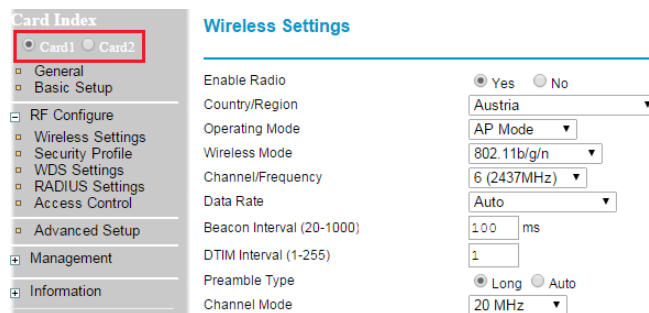 Card Index
Card1 Card2
General
Basic Setup
RF Configure
Wireless Settings
Security Profile
WDS Settings
RADIUS Settings
Access Control
Advanced Setup
Management
Information
Wireless Settings
Enable Radio Yes No
Country/Region Austria
Operating Mode AP Mode
Wireless Mode 802.11b/g/n
Channel/Frequency 6 (2437MHz)
Data Rate Auto
Beacon Interval (20-1000) 100 ms
DTIM Interval (1-255) 1
Preamble Type Long Auto
Channel Mode 20 MHz